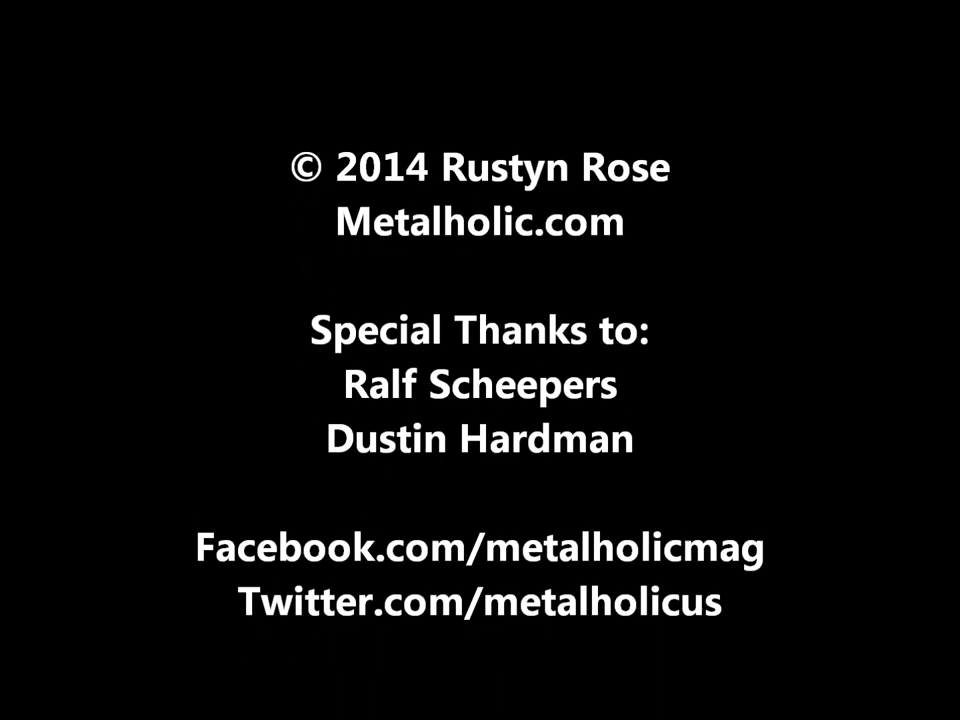 © 2014 Rustyn Rose
Metalholic.com
Special Thanks to:
Ralf Scheepers
Dustin Hardman
Facebook.com/metalholicmag
Twitter.com/metalholicus